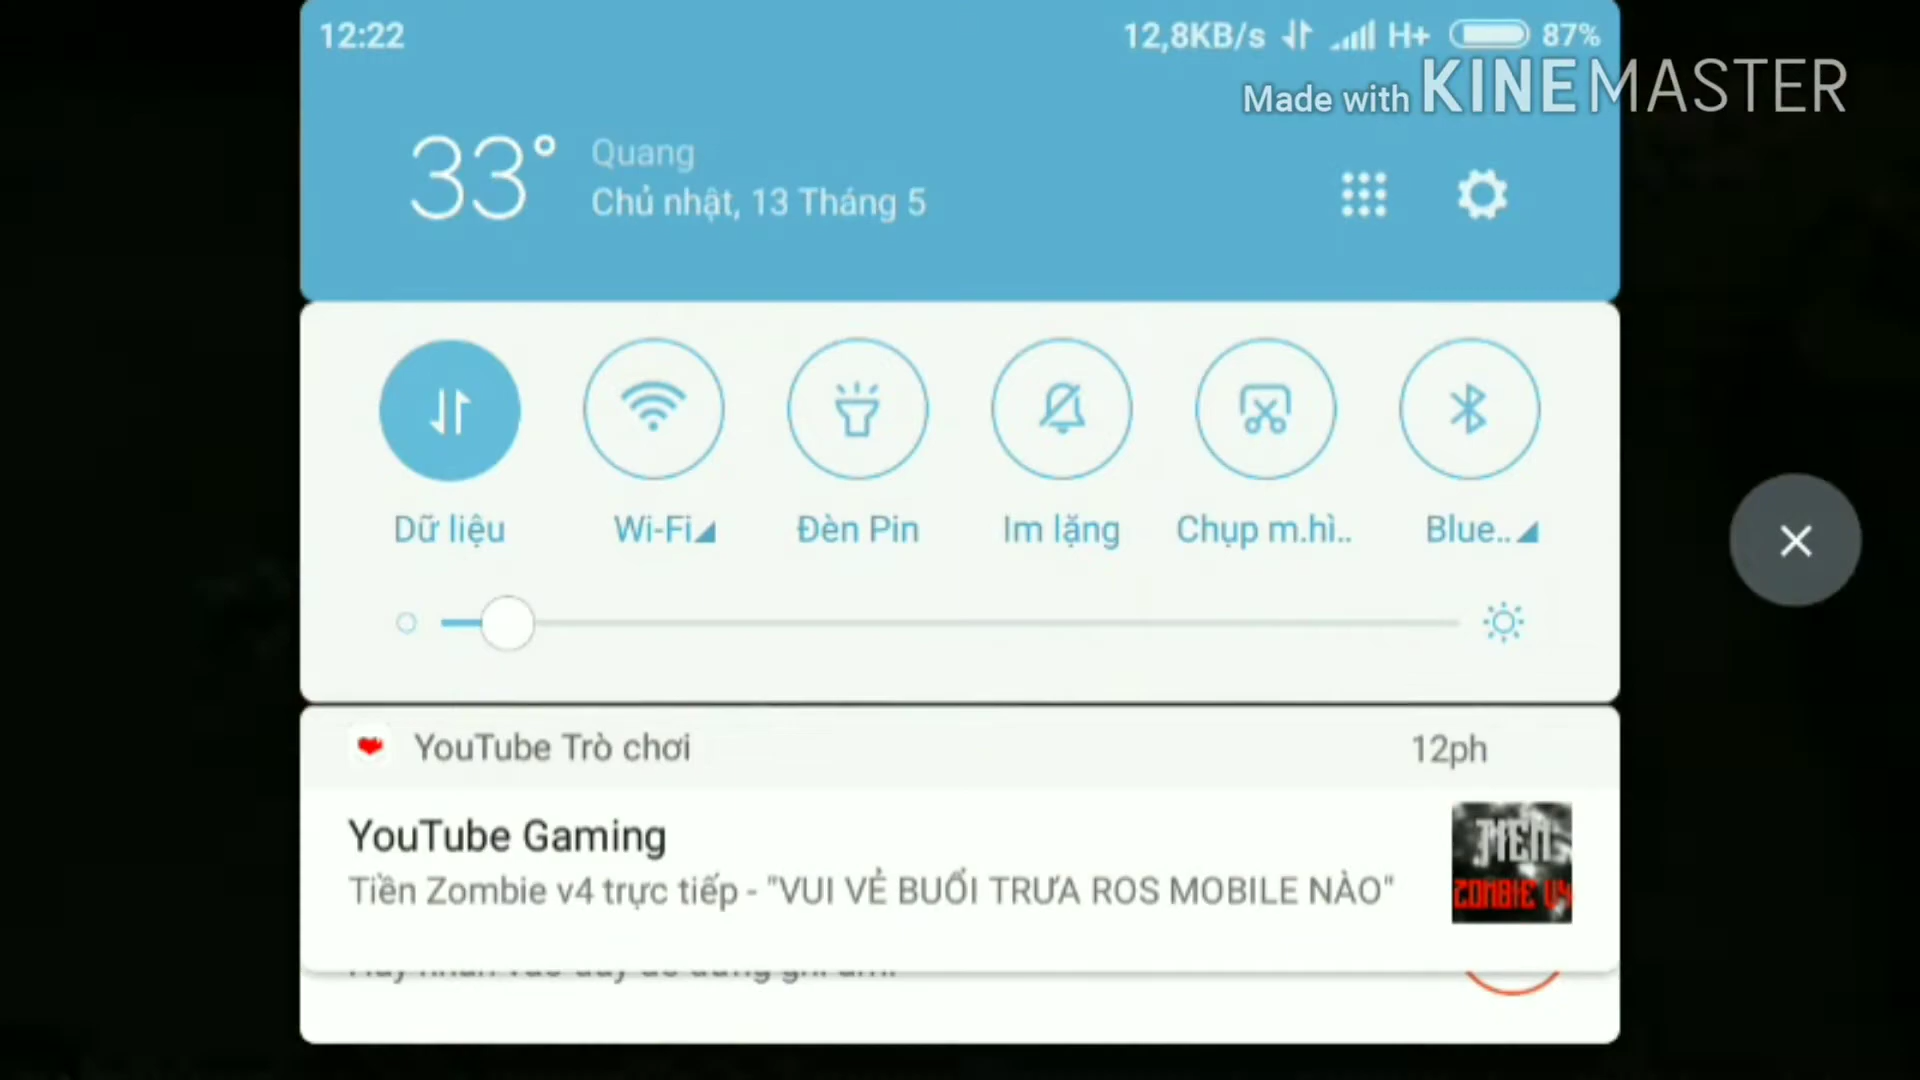 12:22
12,8KB/s H+ 87%
Made with KINEMASTER
33°
Quang
Chủ nhật, 13 Tháng 5
Dữ liệu
Wi-Fi
Đèn Pin
Im lặng
Chụp m.hì..
Blue..
YouTube Trò chơi
12ph
YouTube Gaming
Tiền Zombie v4 trực tiếp - "VUI VẺ BUỔI TRƯA ROS MOBILE NÀO"
ZOMBIE V4